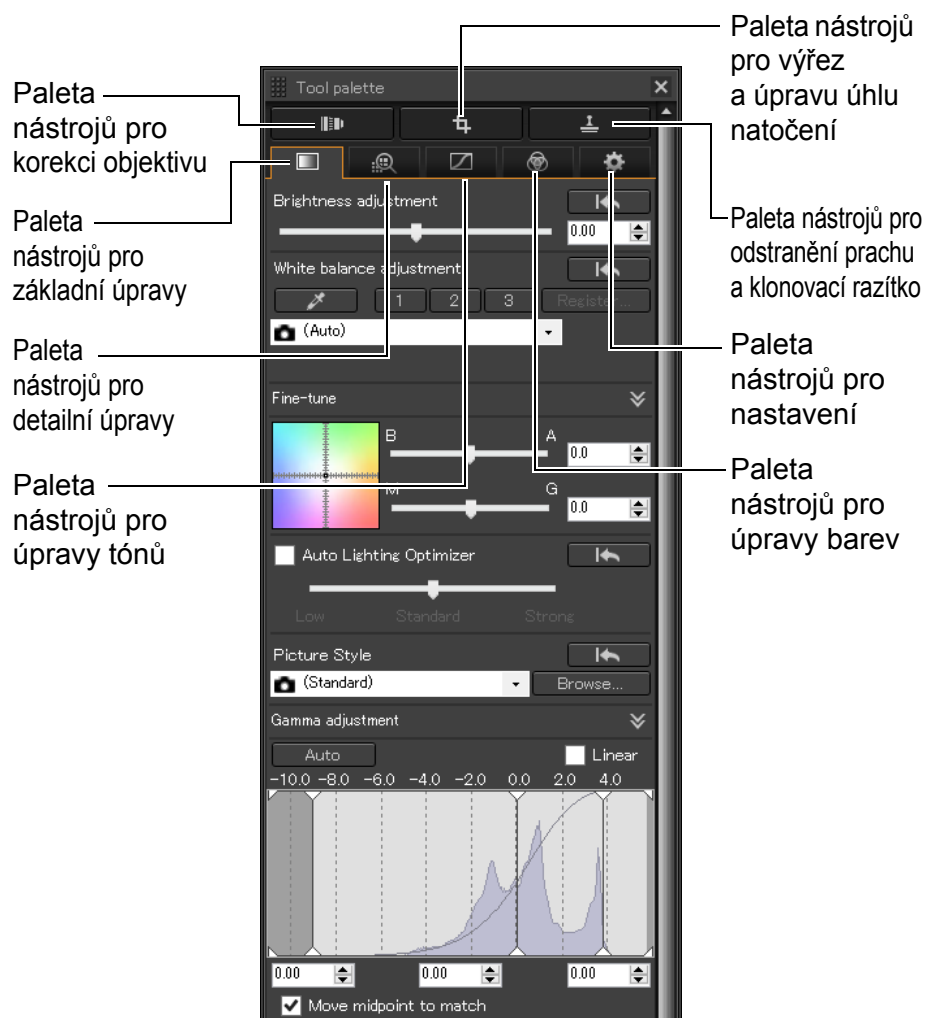 Paleta nástrojů
pro výřez
a úpravu úhlu
natočení
Paleta
nástrojů pro
korekci objektivu
Paleta
nástrojů pro
základní úpravy
Paleta
nástrojů pro
detailní úpravy
Paleta
nástrojů pro
úpravy tónů
Paleta nástrojů pro
odstranění prachu
a klonovací razítko
Paleta
nástrojů pro
nastavení
Paleta
nástrojů pro
úpravy barev
Tool palette
Brightness adjustment
0.00
White balance adjustment
1 2 3 Register...
(Auto)
Fine-tune
B A 0.0
M G 0.0
Auto Lighting Optimizer
Low Standard Strong
Picture Style
(Standard) Browse...
Gamma adjustment
Auto Linear
-10.0 -8.0 -6.0 -4.0 -2.0 0.0 2.0 4.0
0.00 0.00 0.00
Move midpoint to match